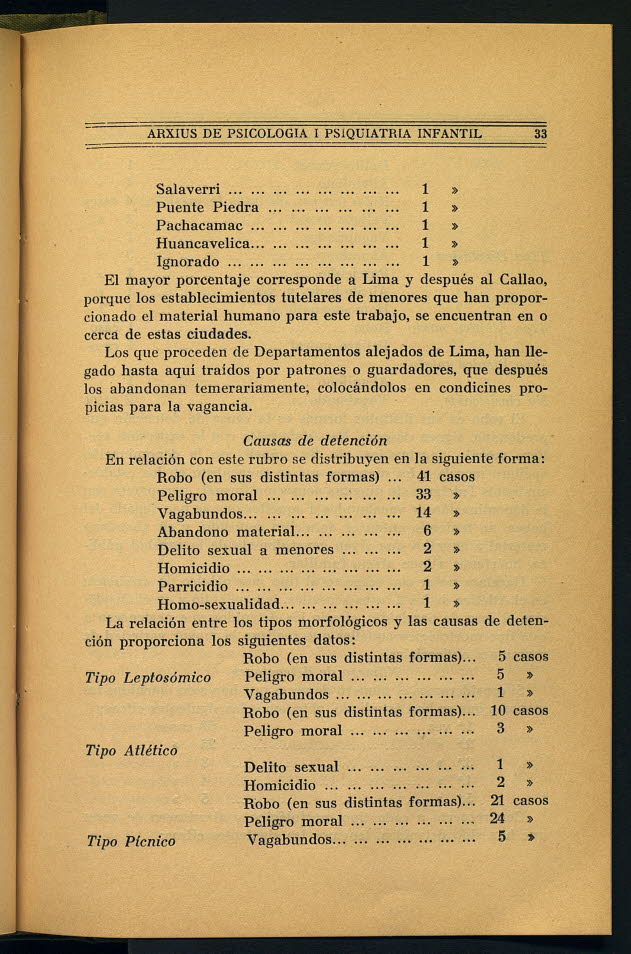 ARXIUS DE PSICOLOGIA I PSIQUIATRIA INFANTIL 33
Salaverri ... ... ... ... ... ... ... ... 1 »
Puente Piedra ... ... ... ... ... ... 1 »
Pachacamac ... ... ... ... ... ... ... 1 »
Huancavelica... ... ... ... ... ... ... 1 »
Ignorado ... ... ... ... ... ... ... ... 1 »
El mayor porcentaje corresponde a Lima y después al Callao,
porque los establecimientos tutelares de menores que han propor-
cionado el material humano para este trabajo, se encuentran en o
cerca de estas ciudades.
Los que proceden de Departamentos alejados de Lima, han lle-
gado hasta aquí traídos por patrones o guardadores, que después
los abandonan temerariamente, colocándolos en condicines pro-
picias para la vagancia.
Causas de detención
En relación con este rubro se distribuyen en la siguiente forma:
Robo (en sus distintas formas) ... 41 casos
Peligro moral ... ... ... ... ... ... 33 »
Vagabundos... ... ... ... ... ... ... 14 »
Abandono material... ... ... ... ... 6 »
Delito sexual a menores ... ... ... 2 »
Homicidio ... ... ... ... ... ... ... ... 2 »
Parricidio ... ... ... ... ... ... ... ... 1 »
Homo-sexualidad... ... ... ... ... ... 1 »
La relación entre los tipos morfológicos y las causas de deten-
ción proporciona los siguientes datos:
Robo (en sus distintas formas)... 5 casos
Tipo Leptosómico Peligro moral ... ... ... ... ... ... 5 »
Vagabundos ... ... ... ... ... ... ... 1 »
Robo (en sus distintas formas)... 10 casos
Peligro moral ... ... ... ... ... ... 3 »
Tipo Atlético
Delito sexual ... ... ... ... ... ... 1 »
Homicidio ... ... ... ... ... ... ... 2 »
Robo (en sus distintas formas)... 21 casos
Peligro moral ... ... ... ... ... ... 24 »
Tipo Pícnico Vagabundos... ... ... ... ... ... ... 5 »